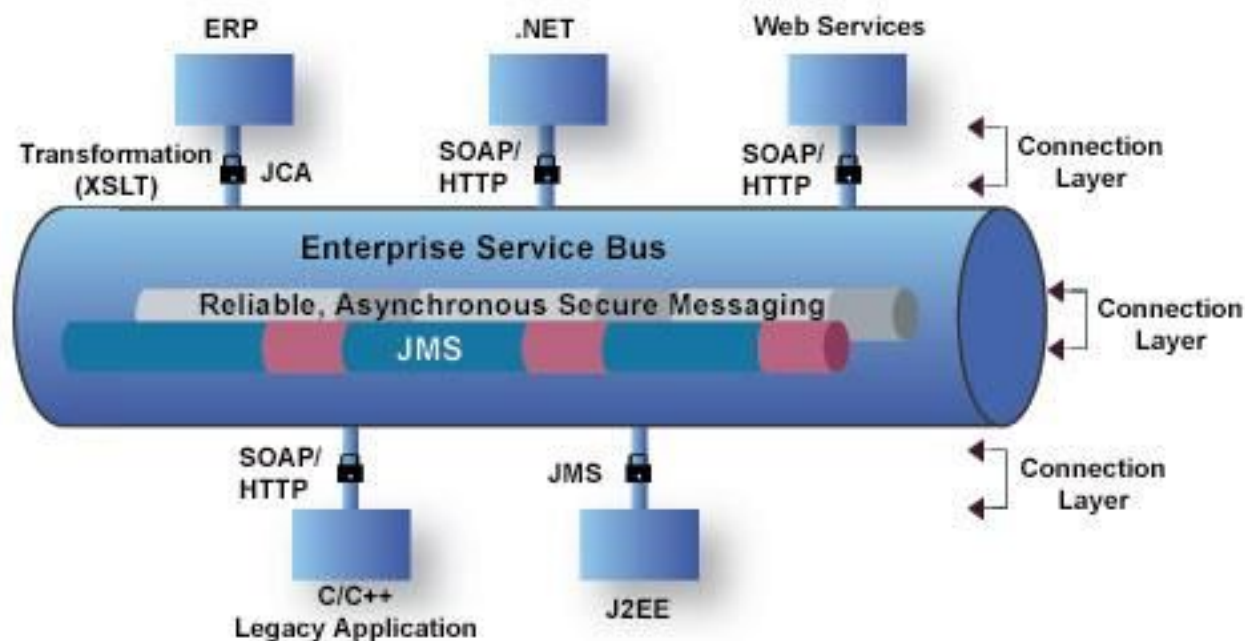 ERP
.NET
Web Services
Transformation
(XSLT)
JCA
SOAP/
HTTP
SOAP/
HTTP
Connection
Layer
Enterprise Service Bus
Reliable, Asynchronous Secure Messaging
JMS
Connection
Layer
SOAP/
HTTP
JMS
Connection
Layer
C/C++
Legacy Application
J2EE